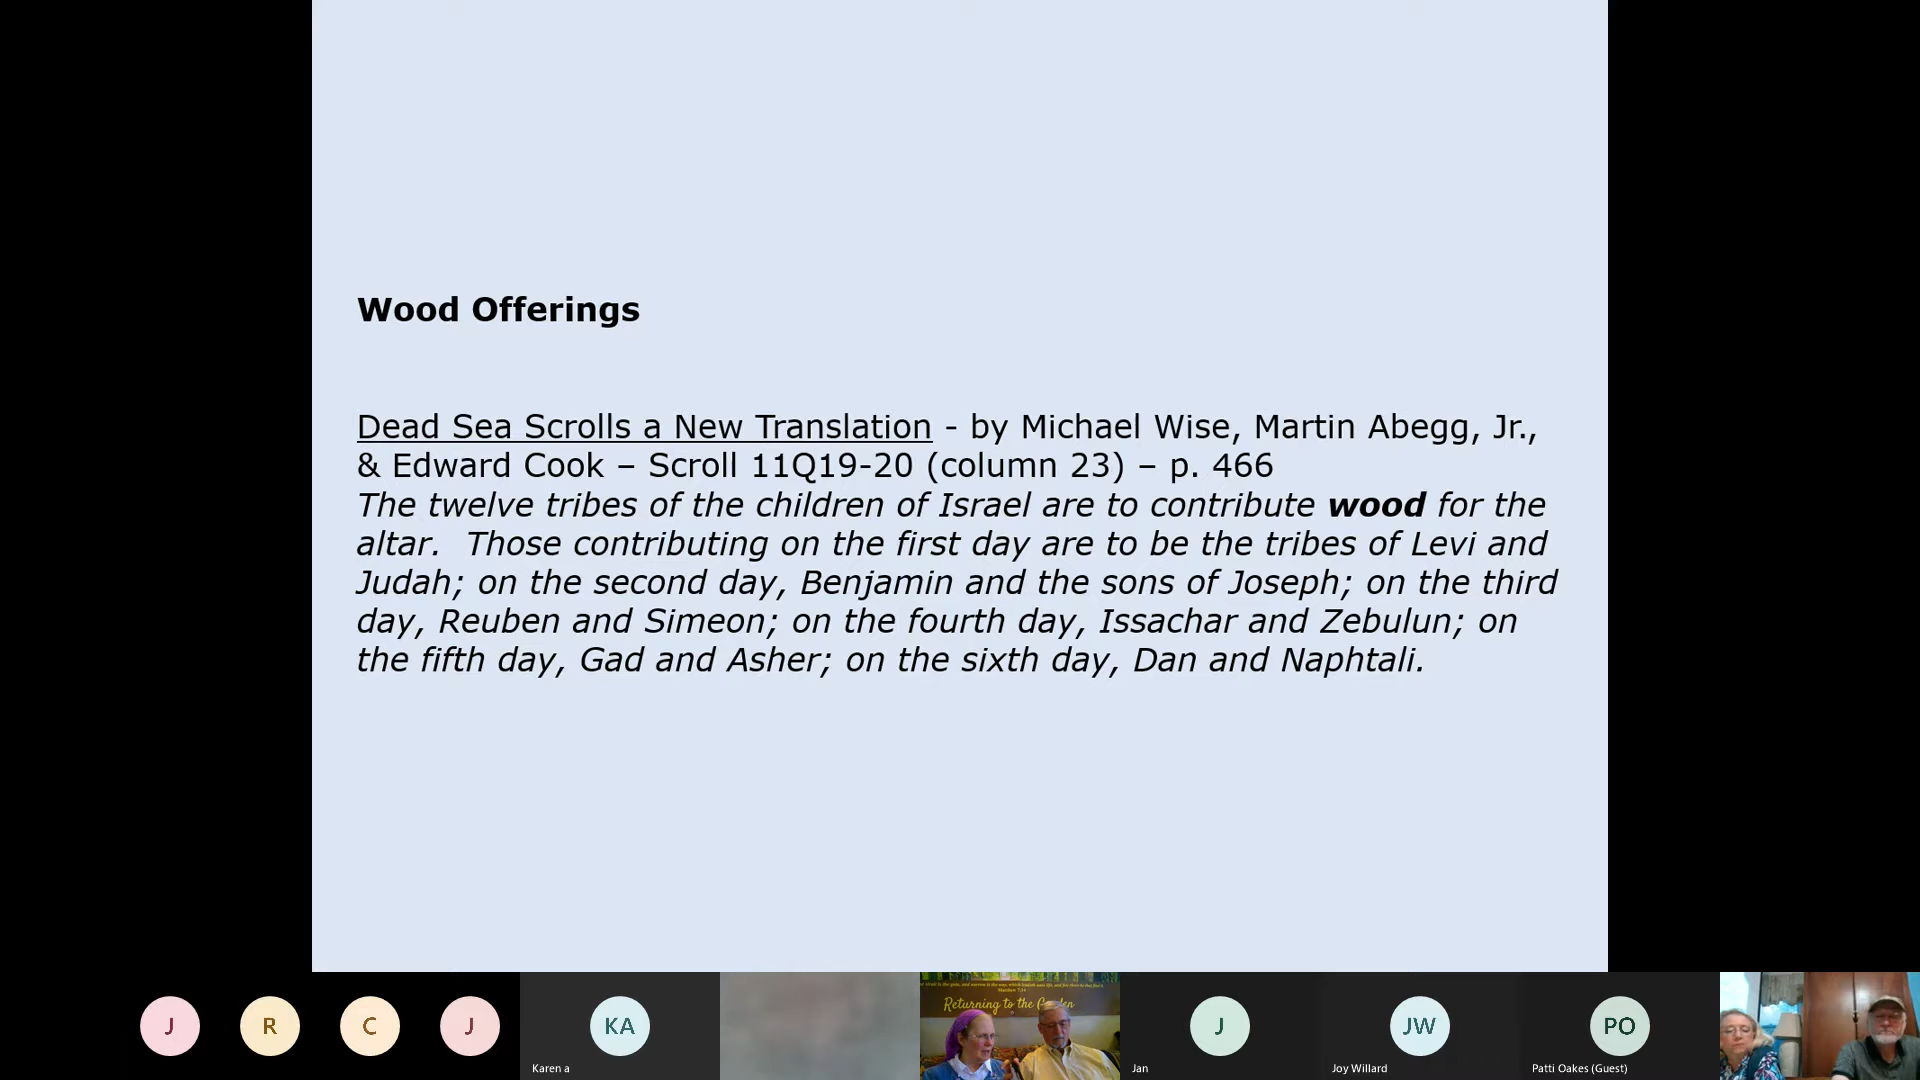 Wood Offerings
Dead Sea Scrolls a New Translation - by Michael Wise, Martin Abegg, Jr.,
& Edward Cook – Scroll 11Q19-20 (column 23) – p. 466
The twelve tribes of the children of Israel are to contribute wood for the
altar.  Those contributing on the first day are to be the tribes of Levi and
Judah; on the second day, Benjamin and the sons of Joseph; on the third
day, Reuben and Simeon; on the fourth day, Issachar and Zebulun; on
the fifth day, Gad and Asher; on the sixth day, Dan and Naphtali.
J
R
C
J
KA
Karen a
Matthew 7:14
Returning to the Garden
J
Jan
JW
Joy Willard
PO
Patti Oakes (Guest)